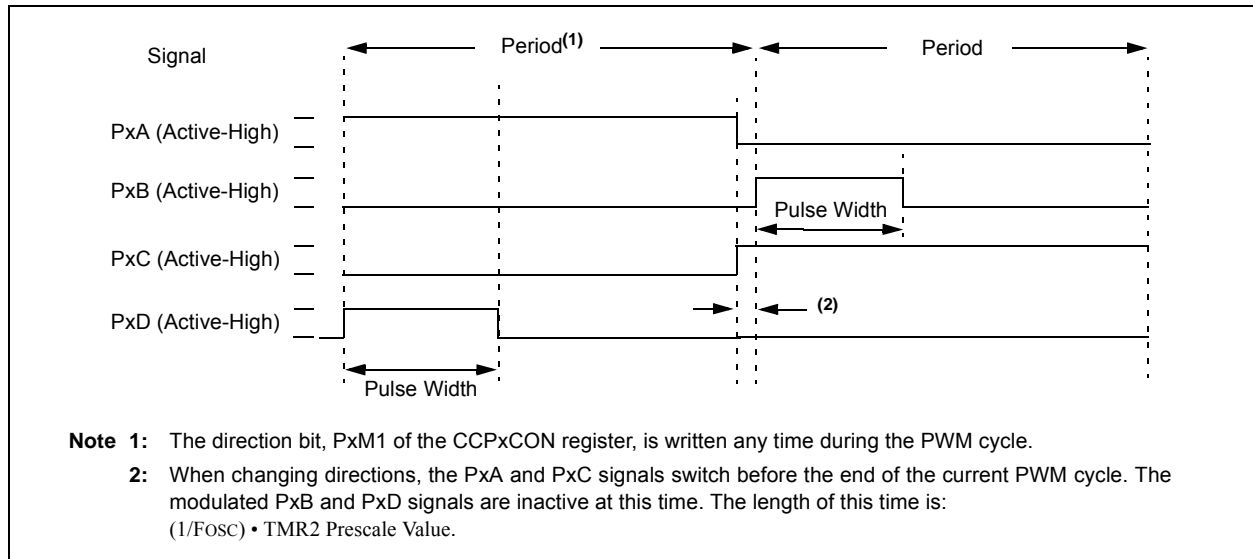 Signal
Period(1)
Period
PxA (Active-High)
PxB (Active-High)
Pulse Width
PxC (Active-High)
(2)
PxD (Active-High)
Pulse Width
Note 1: The direction bit, PxM1 of the CCPxCON register, is written any time during the PWM cycle.
2: When changing directions, the PxA and PxC signals switch before the end of the current PWM cycle. The
modulated PxB and PxD signals are inactive at this time. The length of this time is:
(1/FOSC) • TMR2 Prescale Value.